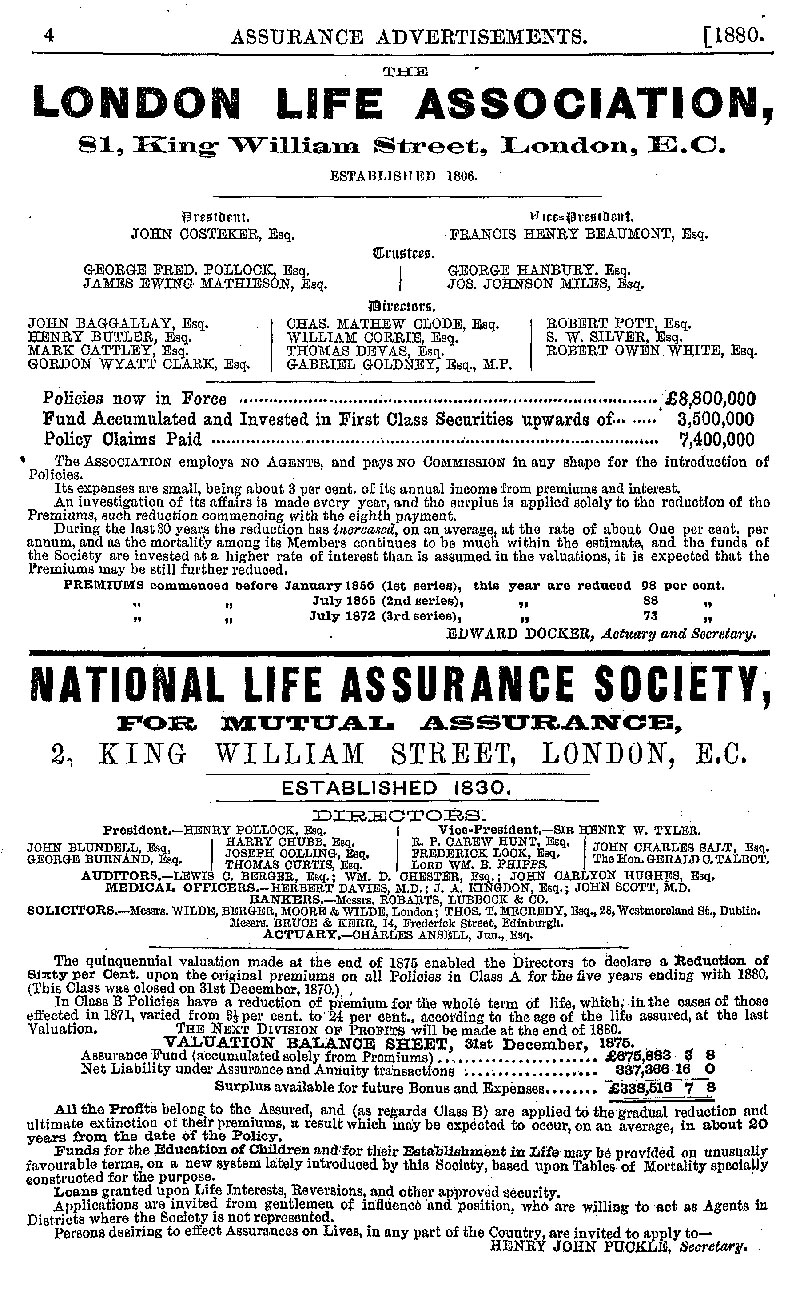 4 ASSURANCE ADVERTISEMENTS. [1880.
THE
LONDON LIFE ASSOCIATION,
81, King William Street, London, E.C.
ESTABLISHED 1806.
President. Vice-President.
JOHN COSTEKER, Esq. FRANCIS HENRY BEAUMONT, Esq.
Trustees.
GEORGE FRED. POLLOCK, Esq. GEORGE HANBURY. Esq.
JAMES EWING MATHIESON, Esq. JOS. JOHNSON MILES, Esq.
Directors.
JOHN BAGGALLAY, Esq. CHAS. MATHEW CLODE, Esq. ROBERT POTT, Esq.
HENRY BUTLER, Esq. WILLIAM CORRIE, Esq. S. W. SILVER, Esq.
MARK CATTLEY, Esq. THOMAS DEVAS, Esq. ROBERT OWEN WHITE, Esq.
GORDON WYATT CLARK, Esq. GABRIEL GOLDNEY, Esq., M.P.
Policies now in Force ........ £8,800,000
Fund Accumulated and Invested in First Class Securities upwards of... ..... 3,500,000
Policy Claims Paid ........ 7,400,000
The ASSOCIATION employs NO AGENTS, and pays NO COMMISSION in any shape for the introduction of
Policies.
Its expenses are small, being about 3 per cent. of its annual income from premiums and interest.
An investigation of its affairs is made every year, and the surplus is applied solely to the reduction of the
Premiums, such reduction commencing with the eighth payment.
During the last 30 years the reduction has increased, on an average, at the rate of about One per cent. per
annum, and as the mortality among its Members continues to be much within the estimate, and the funds of
the Society are invested at a higher rate of interest than is assumed in the valuations, it is expected that the
Premiums may be still further reduced.
PREMIUMS commenced before January 1856 (1st series), this year are reduced 98 per cent.
,, ,, July 1865 (2nd series), ,, 88 ,,
,, ,, July 1872 (3rd series), ,, 73 ,,
EDWARD DOCKER, Actuary and Secretary.
NATIONAL LIFE ASSURANCE SOCIETY,
FOR MUTUAL ASSURANCE,
2, KING WILLIAM STREET, LONDON, E.C.
ESTABLISHED 1830.
DIRECTORS.
President.—HENRY POLLOCK, Esq. Vice-President.—SIR HENRY W. TYLER.
JOHN BLUNDELL, Esq. HARRY CHUBB, Esq. R. P. CAREW HUNT, Esq. JOHN CHARLES SALT, Esq.
GEORGE BURNAND, Esq. JOSEPH COLLING, Esq. FREDERICK LOCK, Esq. The Hon. GERALD C. TALBOT.
THOMAS CURTIS, Esq. LORD WM. B. PHIPPS.
AUDITORS.—LEWIS C. BERGER, Esq.; WM. D. CHESTER, Esq.; JOHN CARLYON HUGHES, Esq.
MEDICAL OFFICERS.—HERBERT DAVIES, M.D.; J. A. KINGDON, Esq.; JOHN SCOTT, M.D.
BANKERS.—Messrs. ROBARTS, LUBBOCK & CO.
SOLICITORS.—Messrs. WILDE, BERGER, MOORE & WILDE, London; THOS. T. MECREDY, Esq., 28, Westmoreland St., Dublin.
Messrs. BRUCE & KERR, 14, Frederick Street, Edinburgh.
ACTUARY.—CHARLES ANSELL, Jun., Esq.
The quinquennial valuation made at the end of 1875 enabled the Directors to declare a Reduction of
Sixty per Cent. upon the original premiums on all Policies in Class A for the five years ending with 1880.
(This Class was closed on 31st December, 1870.)
In Class B Policies have a reduction of premium for the whole term of life, which, in the cases of those
effected in 1871, varied from 8½ per cent. to 24 per cent., according to the age of the life assured, at the last
Valuation. THE NEXT DIVISION OF PROFITS will be made at the end of 1880.
VALUATION BALANCE SHEET, 31st December, 1875.
Assurance Fund (accumulated solely from Premiums) ........ £675,883 3 8
Net Liability under Assurance and Annuity transactions ........ 337,366 16 0
Surplus available for future Bonus and Expenses........ £338,516 7 8
All the Profits belong to the Assured, and (as regards Class B) are applied to the gradual reduction and
ultimate extinction of their premiums, a result which may be expected to occur, on an average, in about 20
years from the date of the Policy.
Funds for the Education of Children and for their Establishment in Life may be provided on unusually
favourable terms, on a new system lately introduced by this Society, based upon Tables of Mortality specially
constructed for the purpose.
Loans granted upon Life Interests, Reversions, and other approved security.
Applications are invited from gentlemen of influence and position, who are willing to act as Agents in
Districts where the Society is not represented.
Persons desiring to effect Assurances on Lives, in any part of the Country, are invited to apply to—
HENRY JOHN PUCKLE, Secretary.